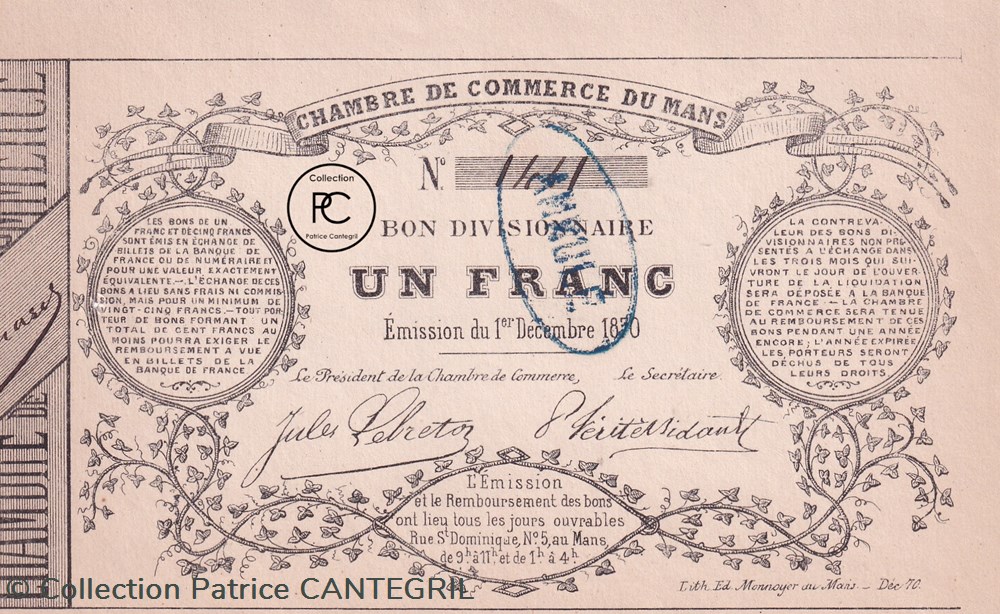 CHAMBRE DE COMMERCE DU MANS
Nº 1441
ANNULÉ
Collection
PC
Patrice Cantegril
BON DIVISIONNAIRE
UN FRANC
Émission du 1er Décembre 1870
LES BONS DE UN
FRANC ET DE CINQ FRANCS
SONT ÉMIS EN ÉCHANGE DE
BILLETS DE LA BANQUE DE
FRANCE OU DE NUMÉRAIRE ET
POUR UNE VALEUR EXACTEMENT
ÉQUIVALENTE.–. L'ÉCHANGE DE CES
BONS A LIEU SANS FRAIS NI COMMIS-
SION, MAIS POUR UN MINIMUM DE
VINGT-CINQ FRANCS.– TOUT POR-
TEUR DE BONS FORMANT UN
TOTAL DE CENT FRANCS AU
MOINS POURRA EXIGER LE
REMBOURSEMENT A VUE
EN BILLETS DE LA
BANQUE DE FRANCE
LA CONTREVA-
LEUR DES BONS DI-
VISIONNAIRES NON PRÉ-
SENTÉS A L'ÉCHANGE DANS
LES TROIS MOIS QUI SUI-
VRONT LE JOUR DE L'OUVER-
TURE DE LA LIQUIDATION
SERA DÉPOSÉE A LA BANQUE
DE FRANCE – LA CHAMBRE
DE COMMERCE SERA TENUE
AU REMBOURSEMENT DE CES
BONS PENDANT UNE ANNÉE
ENCORE; L'ANNÉE EXPIRÉE
LES PORTEURS SERONT
DÉCHUS DE TOUS
LEURS DROITS
Le Président de la Chambre de Commerce, Le Secrétaire.
Jules Lebreton
L'Émission
et le Remboursement des bons
ont lieu tous les jours ouvrables
Rue St Dominique, Nº 5, au Mans,
de 9h à 11h et de 1h à 4h.
Lith. Ed. Monnoyer au Mans – Déc 70.
© Collection Patrice CANTEGRIL